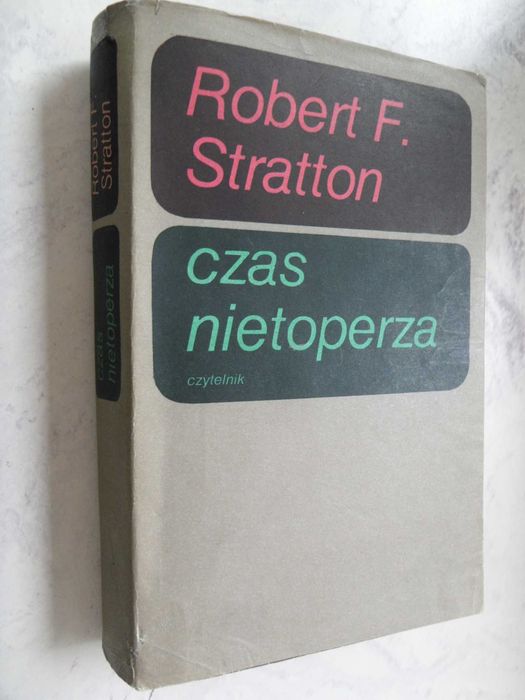 Robert F.
Stratton
czas
nietoperza
czytelnik
Robert F.
Stratton
czas
nietoperza